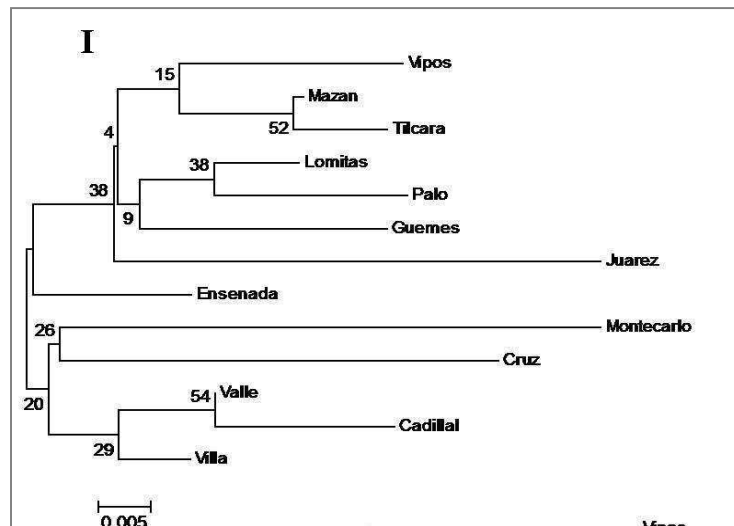 I
15
Vipos
Mazan
52
Tilcara
4
38
Lomitas
Palo
38
9
Guemes
Juarez
Ensenada
26
Montecarlo
Cruz
54
Valle
20
Cadillal
29
Villa
0.005